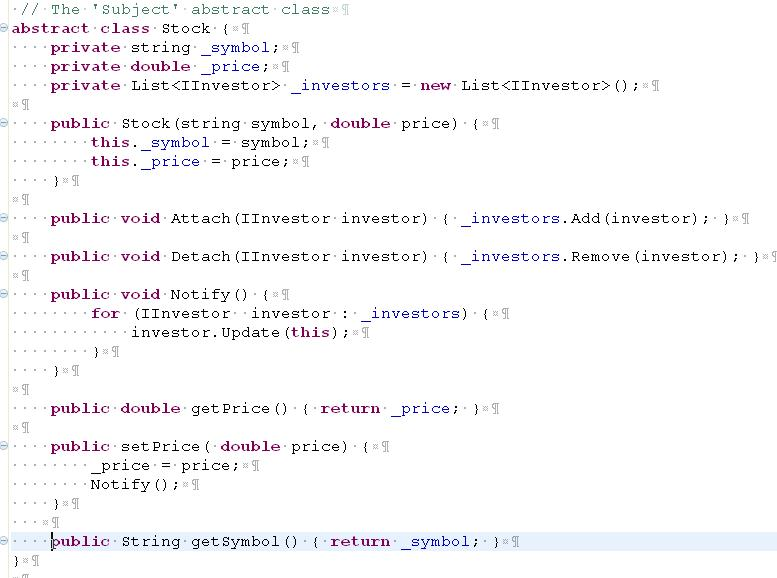 // The 'Subject' abstract class
abstract class Stock {
    private string _symbol;
    private double _price;
    private List<IInvestor> _investors = new List<IInvestor>();

    public Stock(string symbol, double price) {
        this._symbol = symbol;
        this._price = price;
    }

    public void Attach(IInvestor investor) { _investors.Add(investor); }

    public void Detach(IInvestor investor) { _investors.Remove(investor); }

    public void Notify() {
        for (IInvestor  investor : _investors) {
            investor.Update(this);
        }
    }

    public double getPrice() { return _price; }

    public setPrice( double price) {
        _price = price;
        Notify();
    }

    public String getSymbol() { return _symbol; }
}